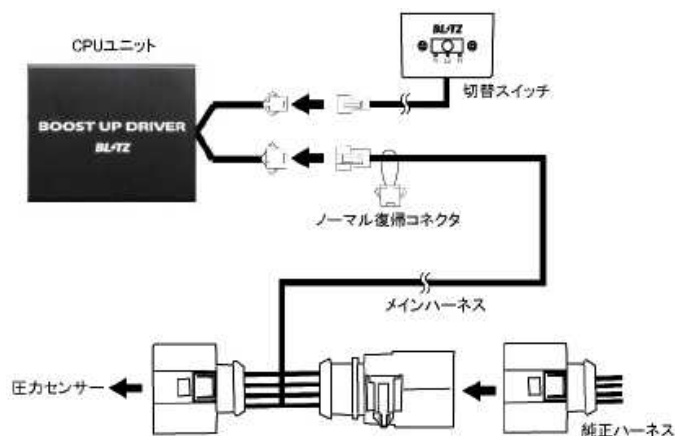 CPUユニット
BOOST UP DRIVER
BLITZ
BLITZ
切替スイッチ
ノーマル復帰コネクタ
メインハーネス
圧力センサー
純正ハーネス